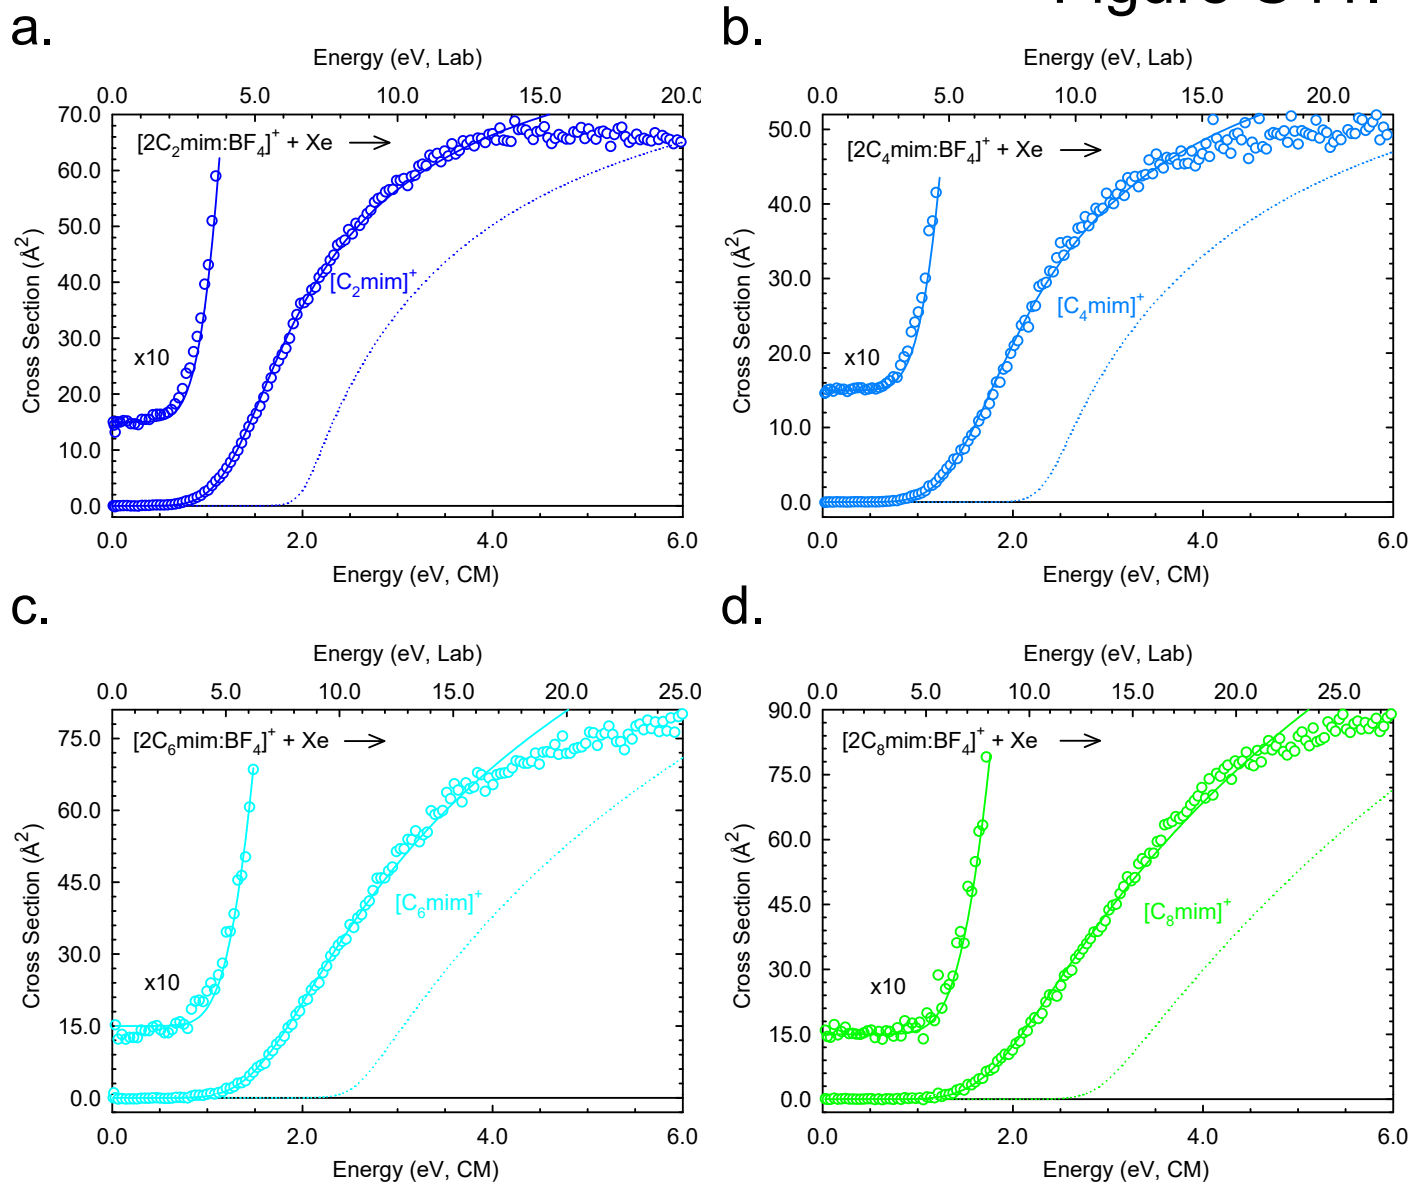 a.
Energy (eV, Lab)
0.0 5.0 10.0 15.0 20.0
70.0
60.0
50.0
40.0
30.0
20.0
10.0
0.0
Cross Section (Å²)
[2C₂mim:BF₄]⁺ + Xe →
[C₂mim]⁺
x10
0.0 2.0 4.0 6.0
Energy (eV, CM)
b.
Energy (eV, Lab)
0.0 5.0 10.0 15.0 20.0
50.0
40.0
30.0
20.0
10.0
0.0
Cross Section (Å²)
[2C₄mim:BF₄]⁺ + Xe →
[C₄mim]⁺
x10
0.0 2.0 4.0 6.0
Energy (eV, CM)
c.
Energy (eV, Lab)
0.0 5.0 10.0 15.0 20.0 25.0
75.0
60.0
45.0
30.0
15.0
0.0
Cross Section (Å²)
[2C₆mim:BF₄]⁺ + Xe →
[C₆mim]⁺
x10
0.0 2.0 4.0 6.0
Energy (eV, CM)
d.
Energy (eV, Lab)
0.0 5.0 10.0 15.0 20.0 25.0
90.0
75.0
60.0
45.0
30.0
15.0
0.0
Cross Section (Å²)
[2C₈mim:BF₄]⁺ + Xe →
[C₈mim]⁺
x10
0.0 2.0 4.0 6.0
Energy (eV, CM)